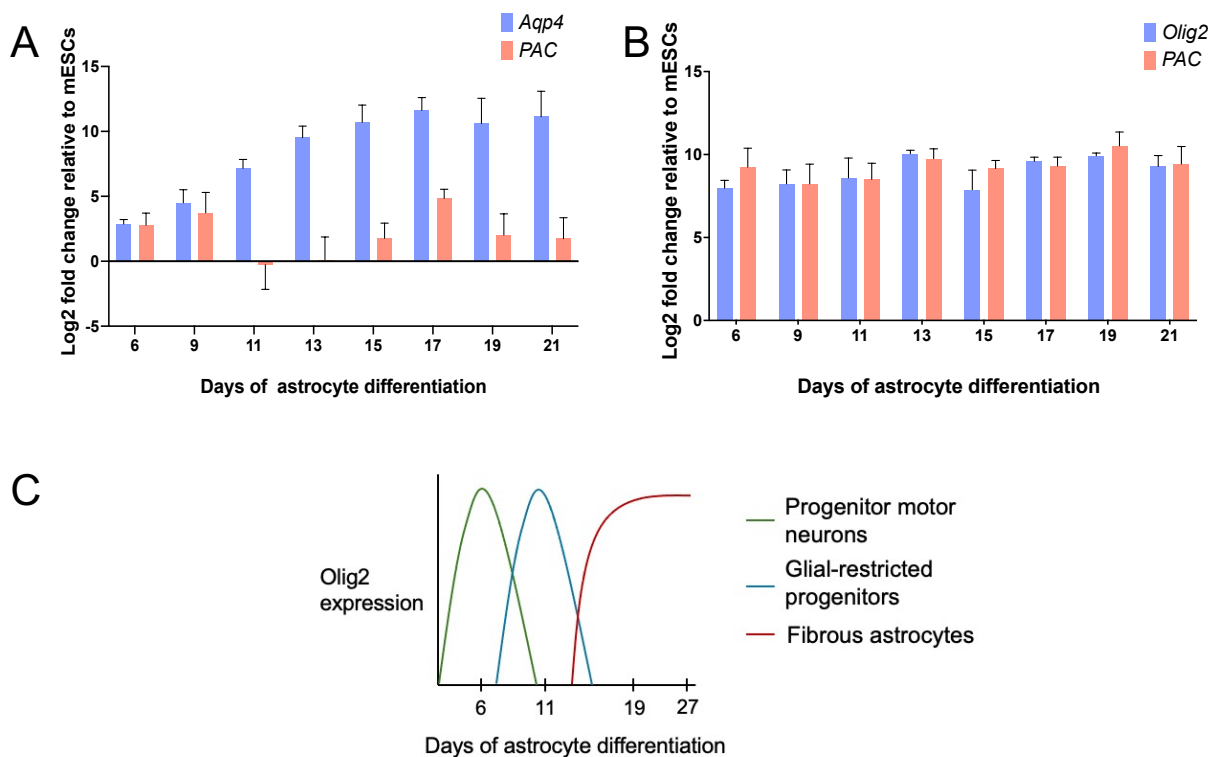 A
Aqp4
PAC
Log2 fold change relative to mESCs
15
10
5
0
-5
6 9 11 13 15 17 19 21
Days of astrocyte differentiation
B
Olig2
PAC
Log2 fold change relative to mESCs
15
10
5
0
6 9 11 13 15 17 19 21
Days of astrocyte differentiation
C
Olig2
expression
6 11 19 27
Days of astrocyte differentiation
Progenitor motor
neurons
Glial-restricted
progenitors
Fibrous astrocytes